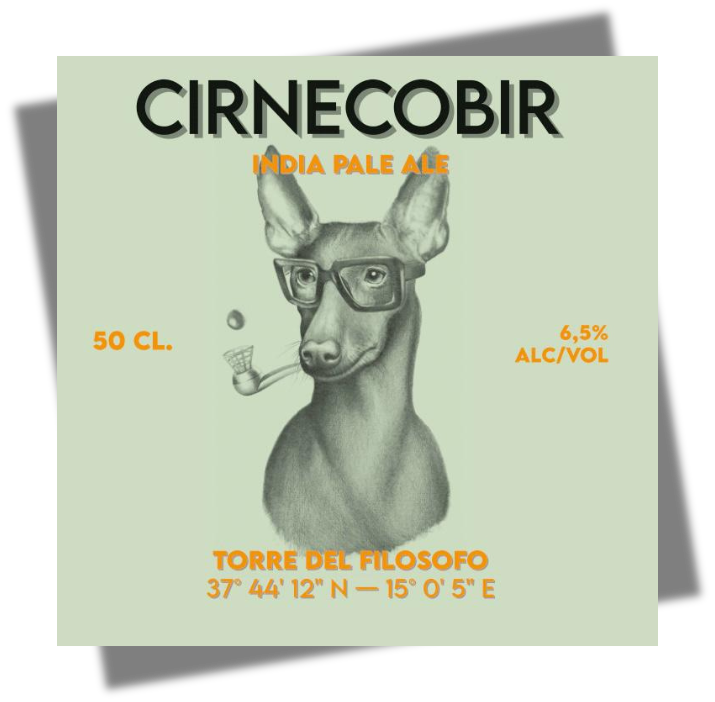 CIRNECOBIR
INDIA PALE ALE
50 CL.
6,5%
ALC/VOL
TORRE DEL FILOSOFO
37° 44' 12" N — 15° 0' 5" E